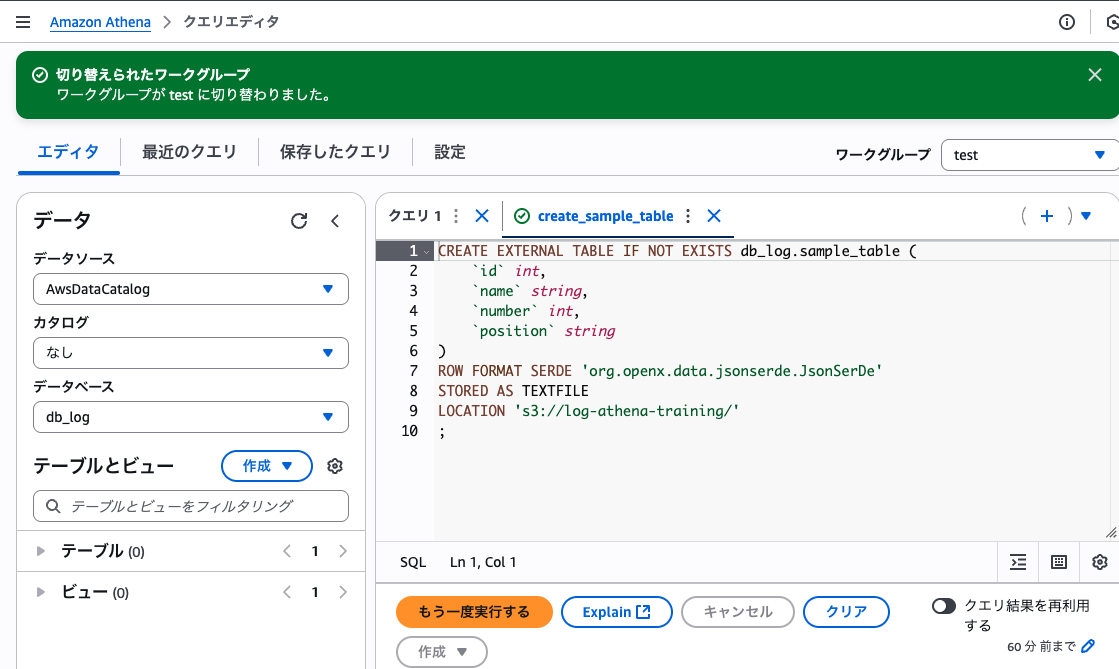 Amazon Athena > クエリエディタ
切り替えられたワークグループ
ワークグループが test に切り替わりました。
エディタ 最近のクエリ 保存したクエリ 設定 ワークグループ test
データ
データソース
AwsDataCatalog
カタログ
なし
データベース
db_log
テーブルとビュー 作成
テーブルとビューをフィルタリング
テーブル (0) < 1 >
ビュー (0) < 1 >
クエリ 1 create_sample_table
1 CREATE EXTERNAL TABLE IF NOT EXISTS db_log.sample_table (
2 `id` int,
3 `name` string,
4 `number` int,
5 `position` string
6 )
7 ROW FORMAT SERDE 'org.openx.data.jsonserde.JsonSerDe'
8 STORED AS TEXTFILE
9 LOCATION 's3://log-athena-training/'
10 ;
SQL Ln 1, Col 1
もう一度実行する Explain キャンセル クリア
作成
クエリ結果を再利用
する
60 分 前まで